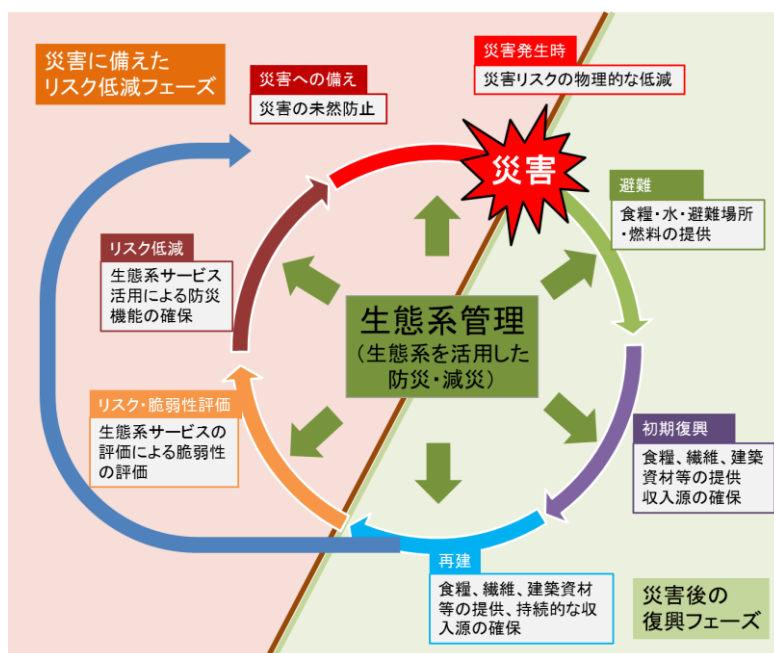 災害に備えた
リスク低減フェーズ
災害への備え
災害の未然防止
災害発生時
災害リスクの物理的な低減
災害
避難
食糧・水・避難場所
・燃料の提供
リスク低減
生態系サービス
活用による防災
機能の確保
生態系管理
(生態系を活用した
防災・減災)
リスク・脆弱性評価
生態系サービスの
評価による脆弱性
の評価
初期復興
食糧、繊維、建築
資材等の提供
収入源の確保
再建
食糧、繊維、建築資材
等の提供、持続的な収
入源の確保
災害後の
復興フェーズ